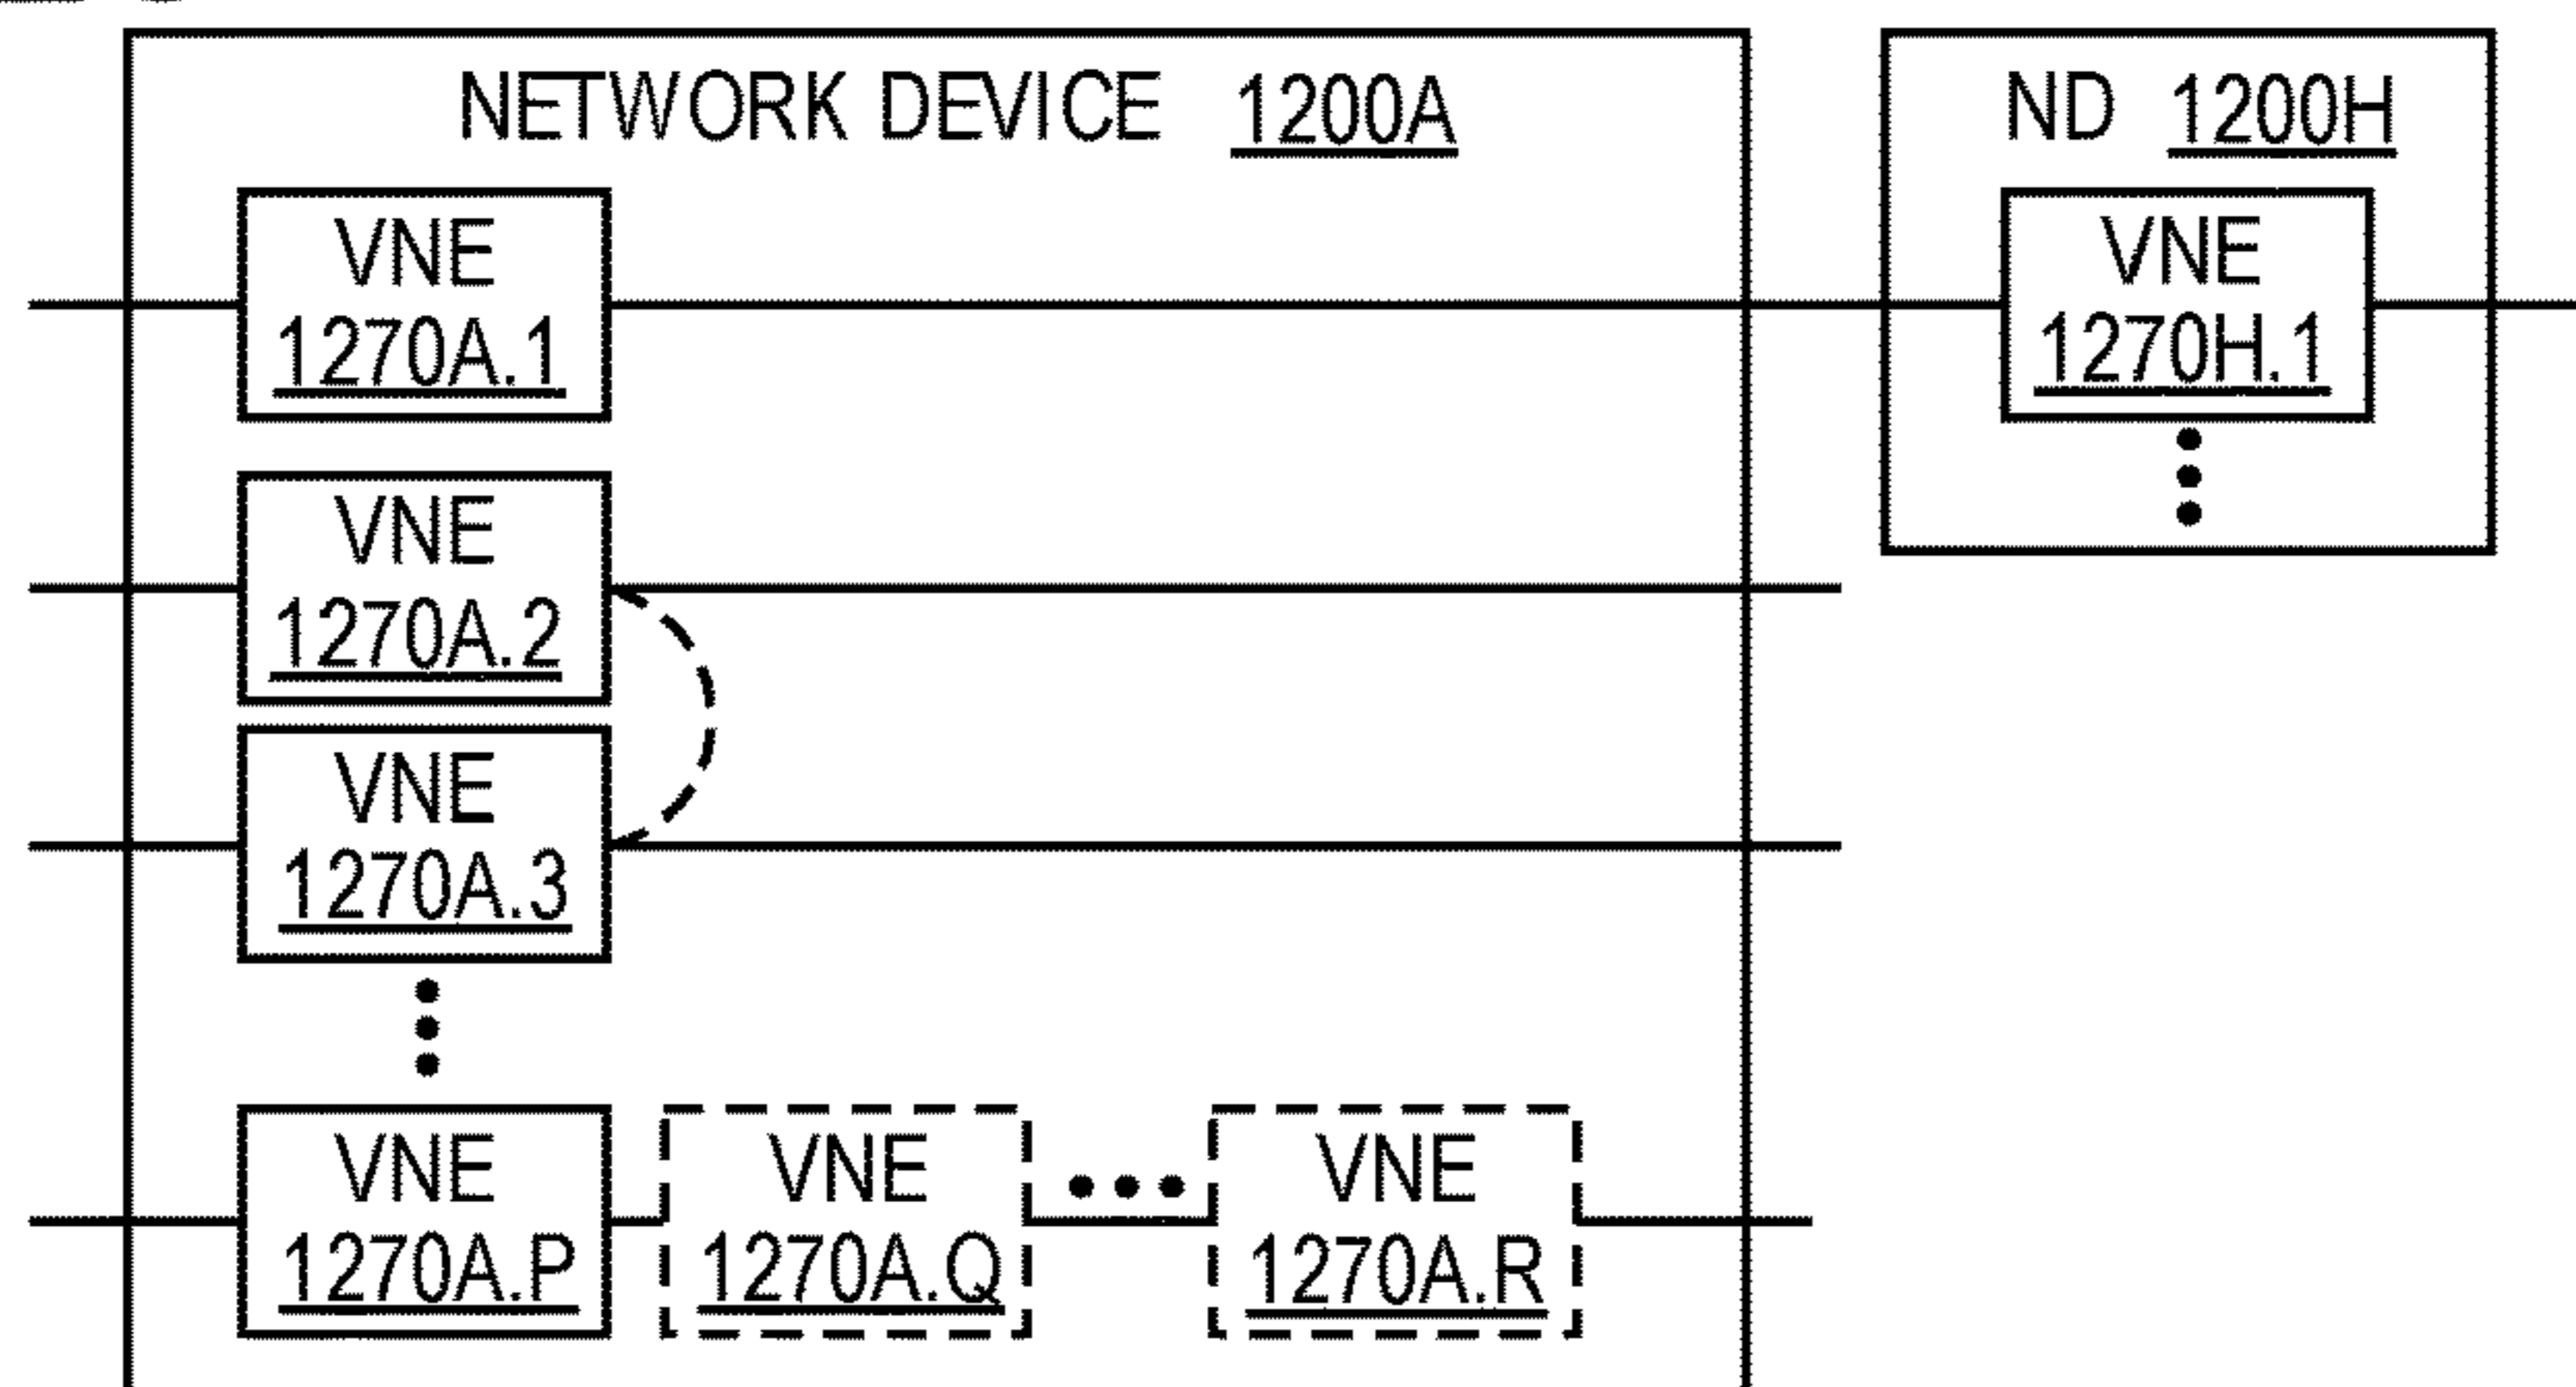 NETWORK DEVICE 1200A
ND 1200H
VNE
1270A.1
VNE
1270H.1
VNE
1270A.2
VNE
1270A.3
VNE
1270A.P
VNE
1270A.Q
VNE
1270A.R